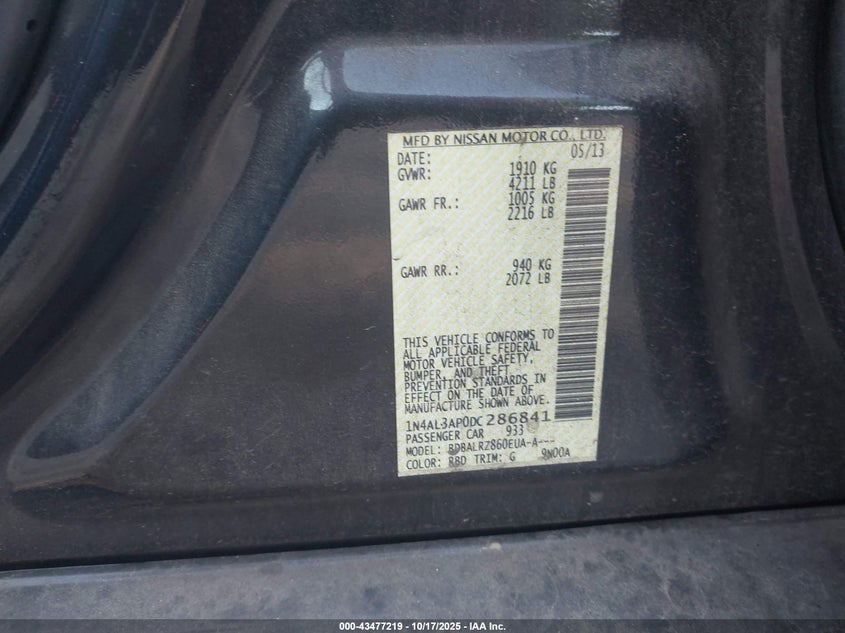 MFD BY NISSAN MOTOR CO., LTD.
DATE: 05/13
GVWR: 1910 KG
4211 LB
GAWR FR.: 1005 KG
2216 LB
GAWR RR.: 940 KG
2072 LB
THIS VEHICLE CONFORMS TO
ALL APPLICABLE FEDERAL
MOTOR VEHICLE SAFETY,
BUMPER, AND THEFT
PREVENTION STANDARDS IN
EFFECT ON THE DATE OF
MANUFACTURE SHOWN ABOVE.
1N4AL3AP0DC286841
PASSENGER CAR 933
MODEL: BDBALRZ860EUA-A---
COLOR: RBD TRIM: G 9N00A
000-43477219 - 10/17/2025 - IAA Inc.